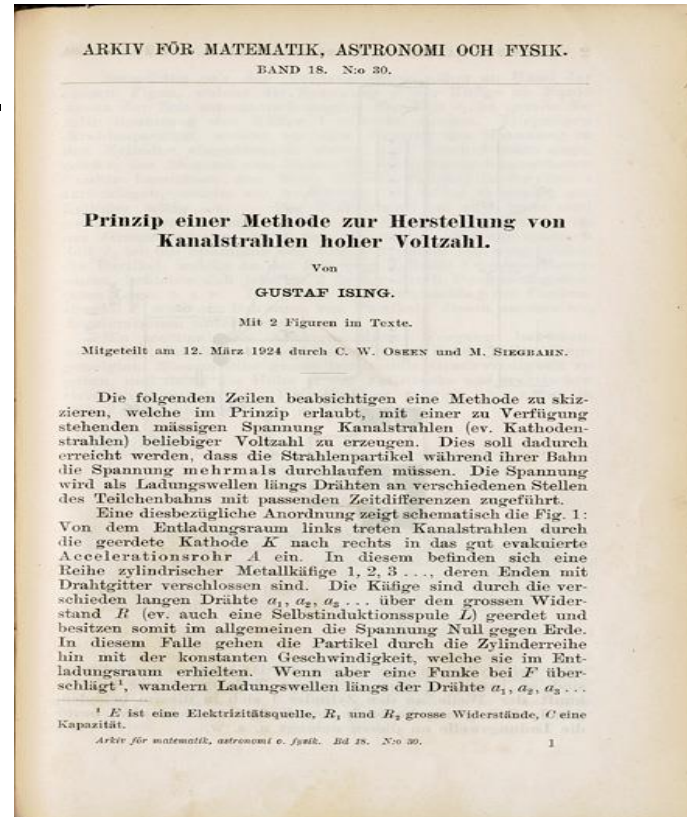 ARKIV FÖR MATEMATIK, ASTRONOMI OCH FYSIK.
BAND 18. N:o 30.
Prinzip einer Methode zur Herstellung von
Kanalstrahlen hoher Voltzahl.
Von
GUSTAF ISING.
Mit 2 Figuren im Texte.
Mitgeteilt am 12. März 1924 durch C. W. OSEEN und M. SIEGBAHN.
Die folgenden Zeilen beabsichtigen eine Methode zu skiz-
zieren, welche im Prinzip erlaubt, mit einer zu Verfügung
stehenden mässigen Spannung Kanalstrahlen (ev. Kathoden-
strahlen) beliebiger Voltzahl zu erzeugen. Dies soll dadurch
erreicht werden, dass die Strahlenpartikel während ihrer Bahn
die Spannung mehrmals durchlaufen müssen. Die Spannung
wird als Ladungswellen längs Drähten an verschiedenen Stellen
des Teilchenbahns mit passenden Zeitdifferenzen zugeführt.
Eine diesbezügliche Anordnung zeigt schematisch die Fig. 1:
Von dem Entladungsraum links treten Kanalstrahlen durch
die geerdete Kathode K nach rechts in das gut evakuierte
Accelerationsrohr A ein. In diesem befinden sich eine
Reihe zylindrischer Metallkäfige 1, 2, 3 ..., deren Enden mit
Drahtgitter verschlossen sind. Die Käfige sind durch die ver-
schieden langen Drähte a₁, a₂, a₃ ... über den grossen Wider-
stand R (ev. auch eine Selbstinduktionsspule L) geerdet und
besitzen somit im allgemeinen die Spannung Null gegen Erde.
In diesem Falle gehen die Partikel durch die Zylinderreihe
hin mit der konstanten Geschwindigkeit, welche sie im Ent-
ladungsraum erhielten. Wenn aber eine Funke bei F über-
schlägt¹, wandern Ladungswellen längs der Drähte a₁, a₂, a₃ ...
¹ E ist eine Elektrizitätsquelle, R₁ und R₂ grosse Widerstände, C eine
Kapazität.
Arkiv för matematik, astronomi o. fysik. Bd 18. N:o 30. 1